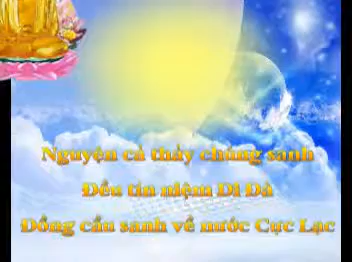 Nguyện cả thảy chúng sanh
Đều tin niệm Di Đà
Đồng cầu sanh về nước Cực Lạc